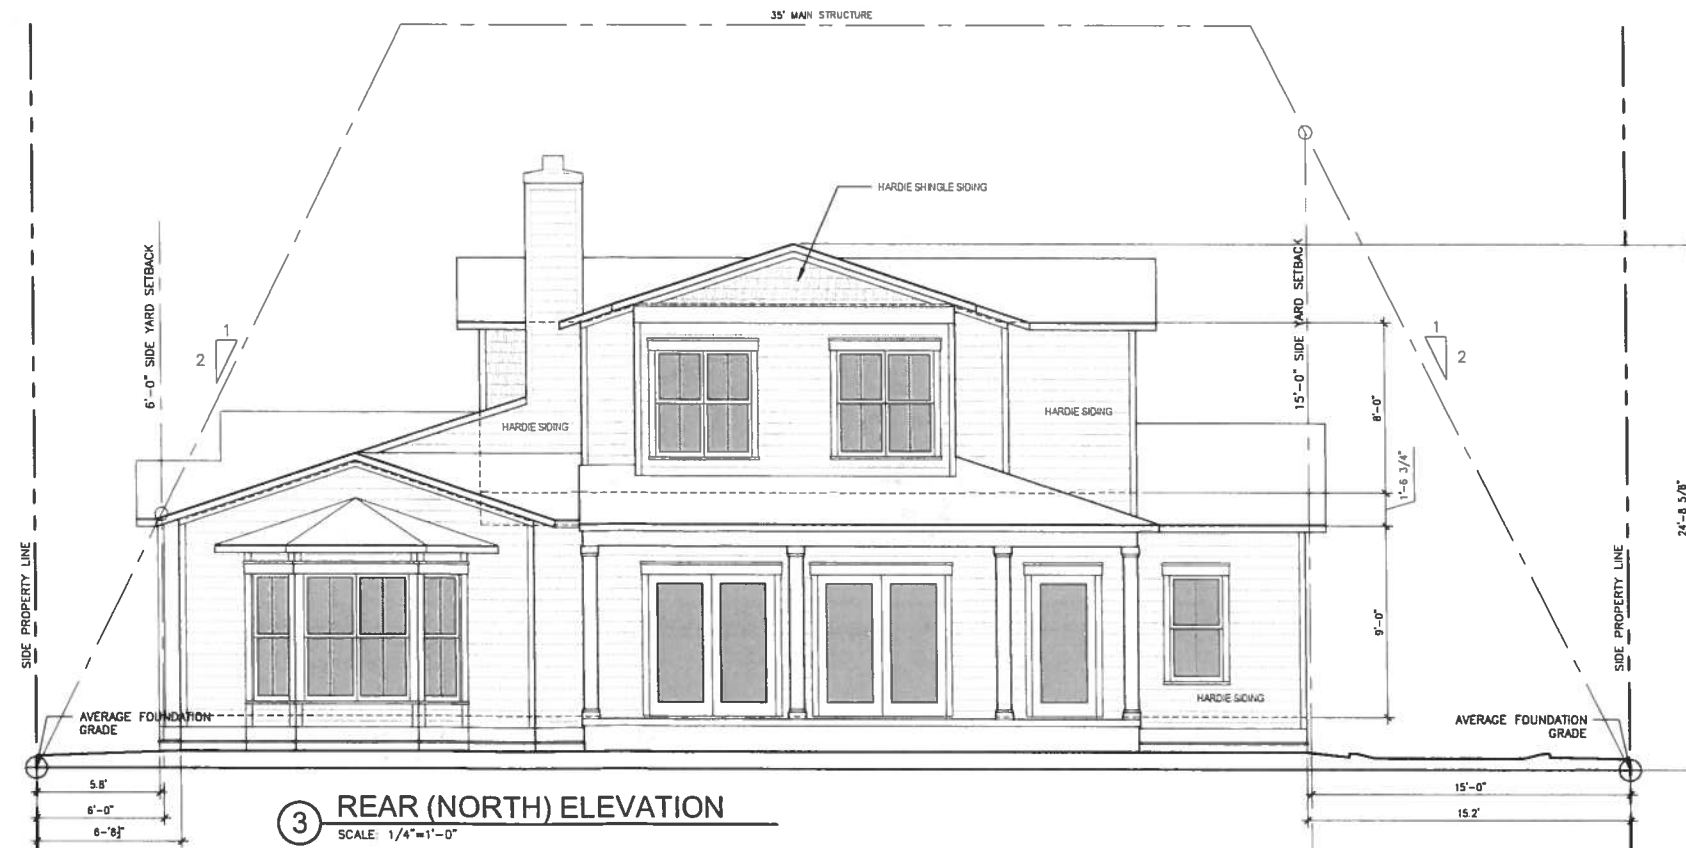 35' MAIN STRUCTURE
HARDIE SHINGLE SIDING
6'-0" SIDE YARD SETBACK
15'-0" SIDE YARD SETBACK
1
2
1
2
HARDIE SIDING
HARDIE SIDING
8'-0"
1'-6 3/4"
24'-8 5/8"
SIDE PROPERTY LINE
SIDE PROPERTY LINE
9'-0"
HARDIE SIDING
AVERAGE FOUNDATION
GRADE
AVERAGE FOUNDATION
GRADE
5.8'
6'-0"
15'-0"
15.2'
3 REAR (NORTH) ELEVATION
SCALE: 1/4"=1'-0"